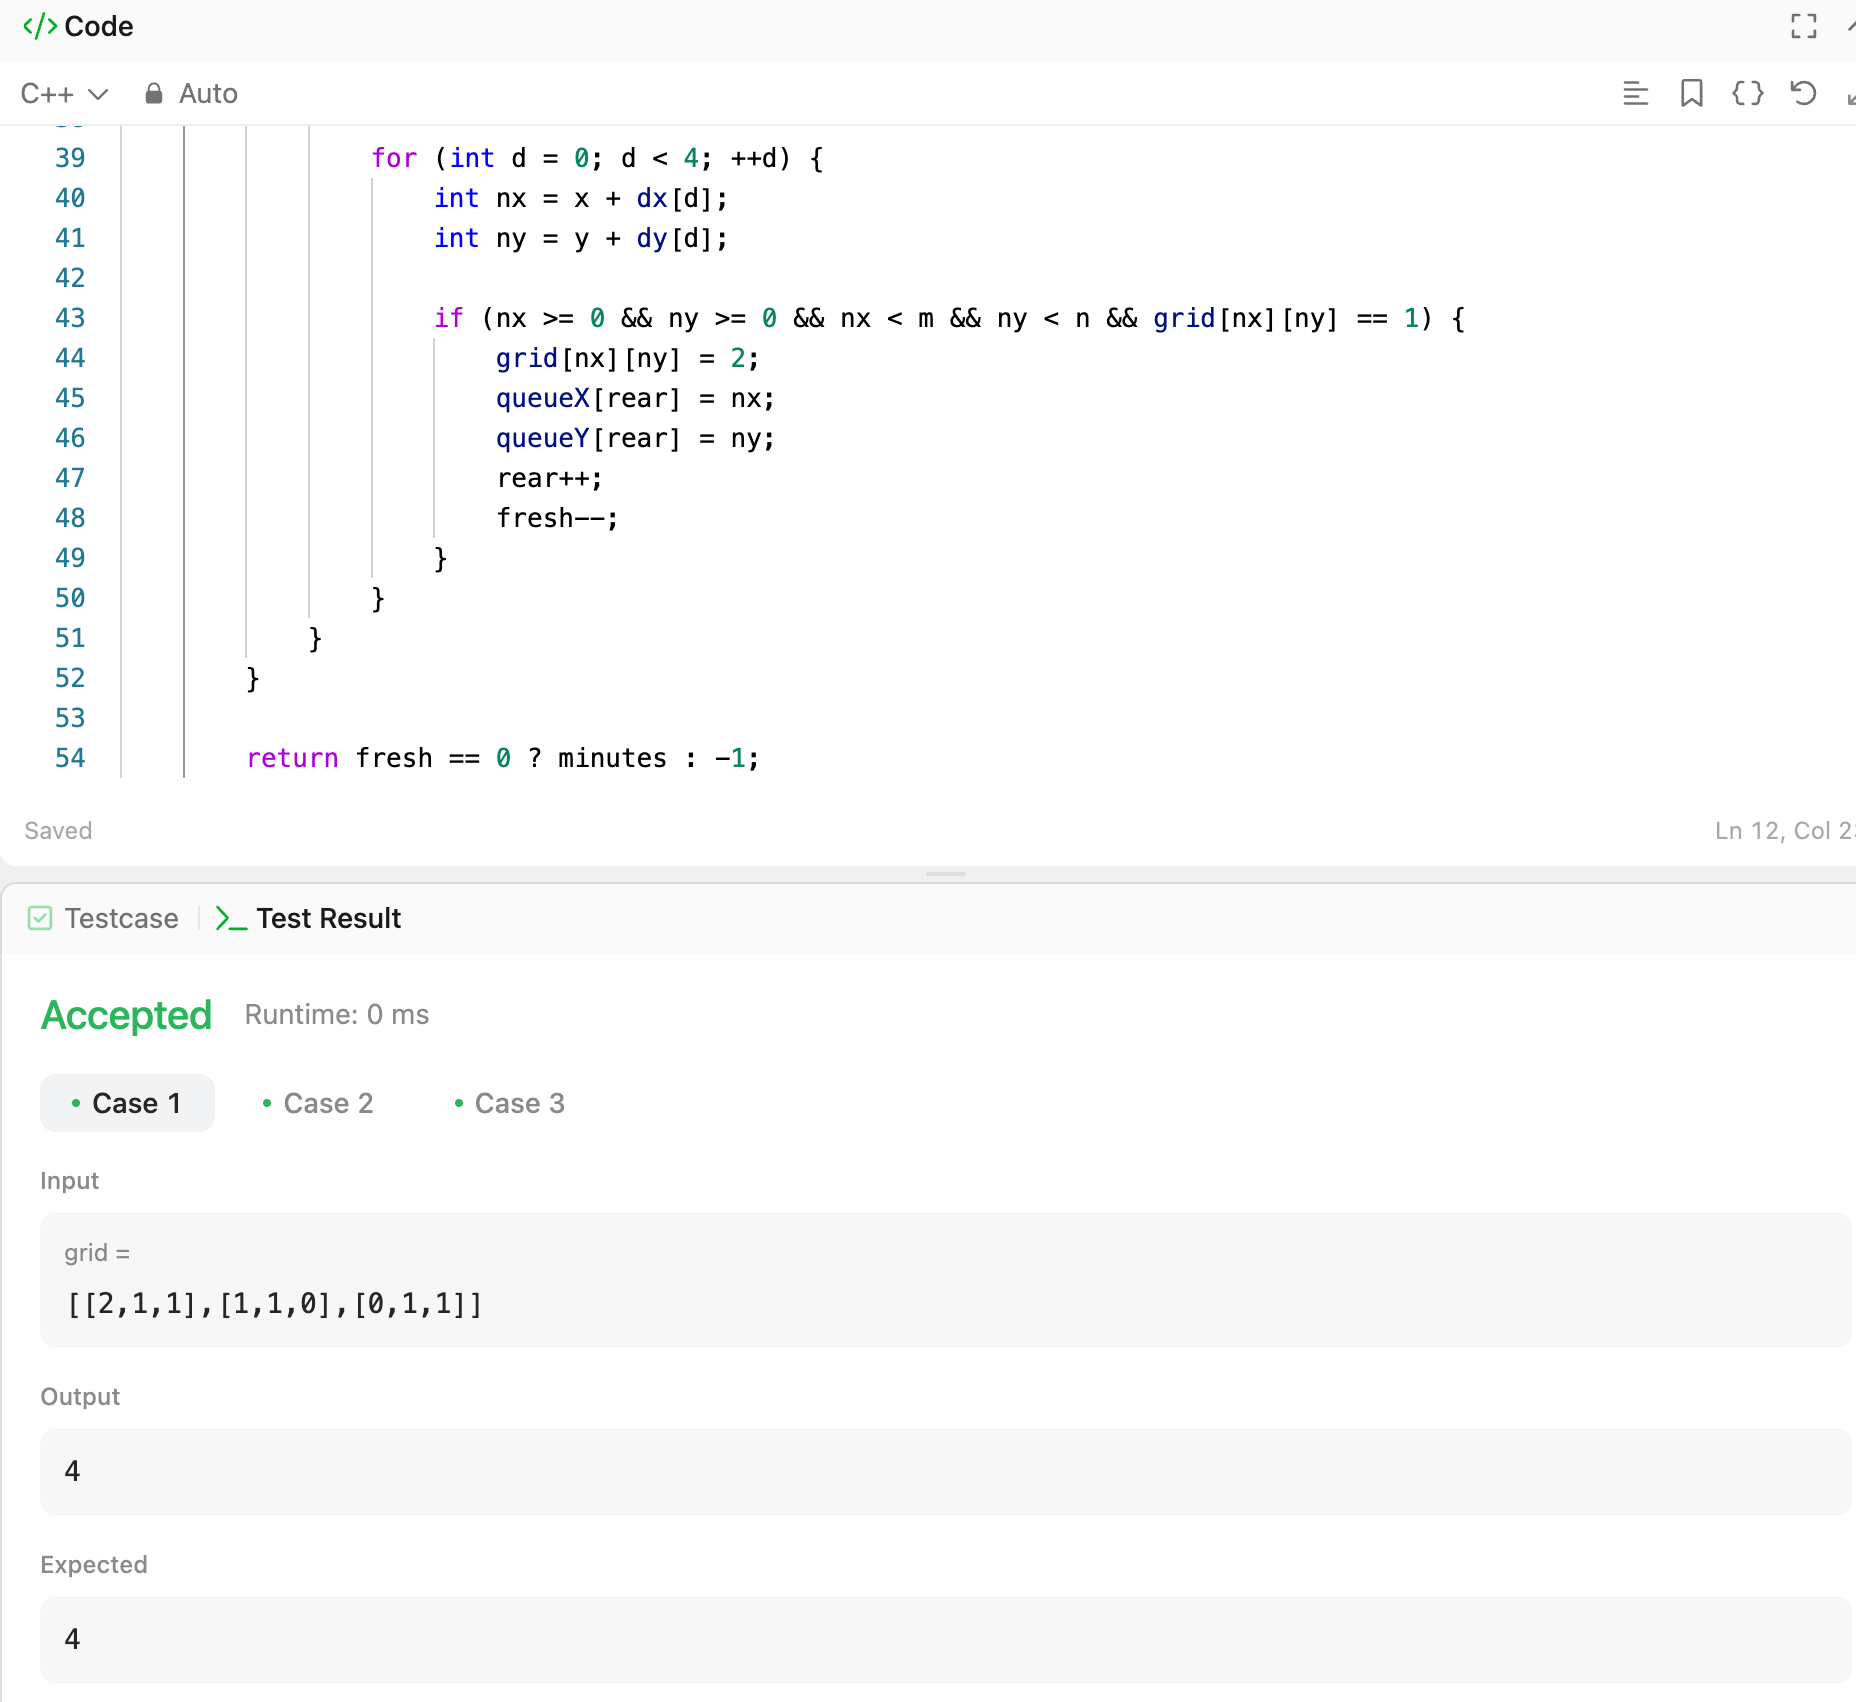 </> Code
C++ Auto
39 for (int d = 0; d < 4; ++d) {
40 int nx = x + dx[d];
41 int ny = y + dy[d];
42
43 if (nx >= 0 && ny >= 0 && nx < m && ny < n && grid[nx][ny] == 1) {
44 grid[nx][ny] = 2;
45 queueX[rear] = nx;
46 queueY[rear] = ny;
47 rear++;
48 fresh--;
49 }
50 }
51 }
52 }
53
54 return fresh == 0 ? minutes : -1;
Saved Ln 12, Col
Testcase >_ Test Result
Accepted Runtime: 0 ms
• Case 1 • Case 2 • Case 3
Input
grid =
[[2,1,1],[1,1,0],[0,1,1]]
Output
4
Expected
4